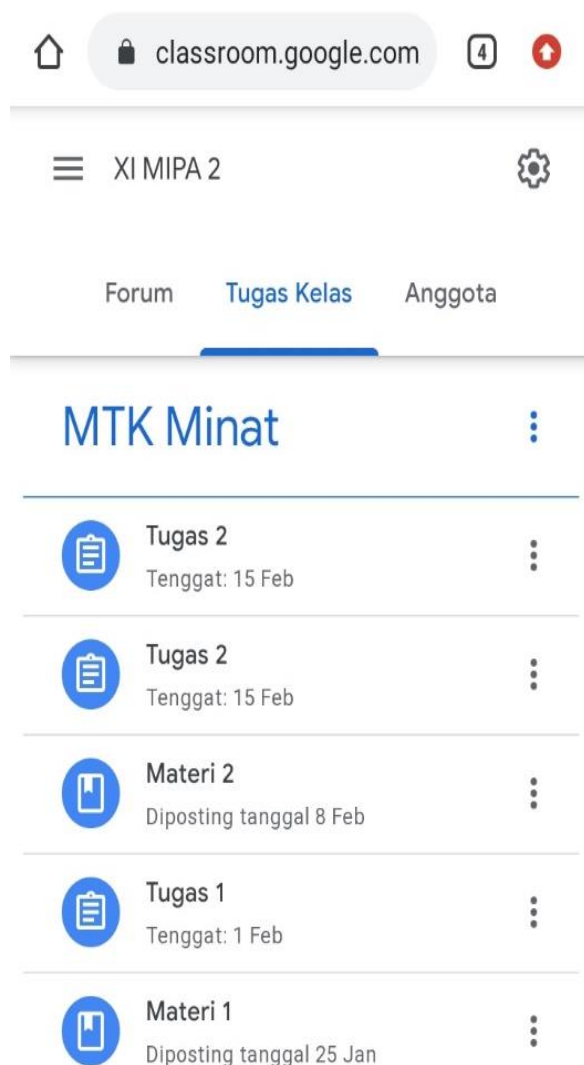 classroom.google.com 4
XI MIPA 2
Forum Tugas Kelas Anggota
MTK Minat
Tugas 2
Tenggat: 15 Feb
Tugas 2
Tenggat: 15 Feb
Materi 2
Diposting tanggal 8 Feb
Tugas 1
Tenggat: 1 Feb
Materi 1
Diposting tanggal 25 Jan